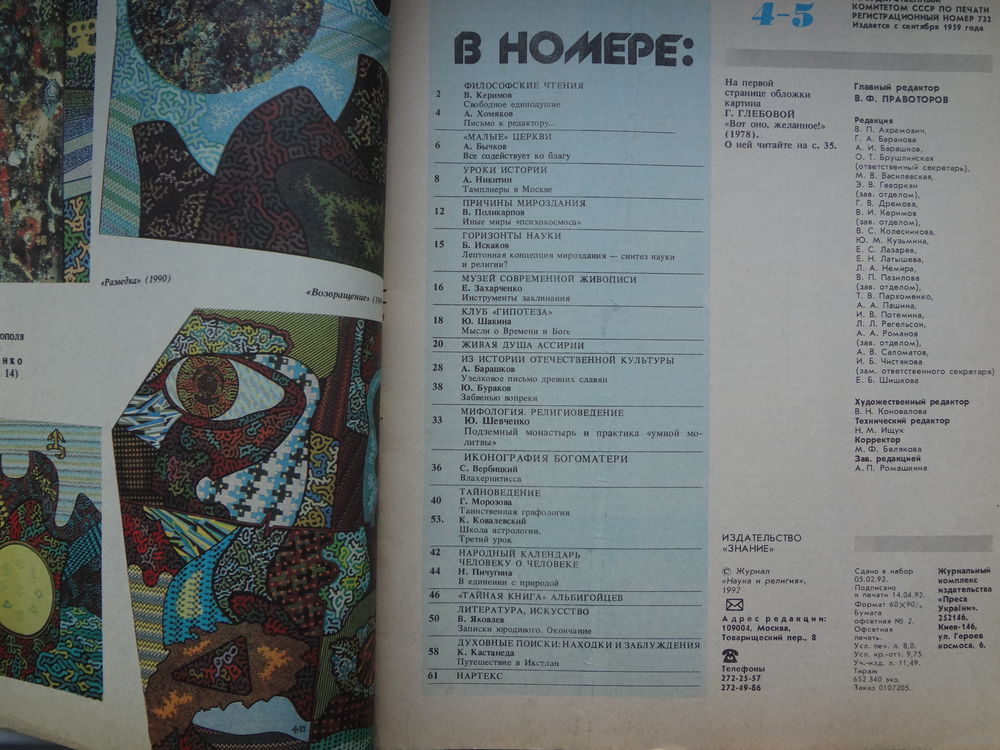 «Разведка» (1990)
«Возвращение»
4-5
КОМИТЕТОМ СССР ПО ПЕЧАТИ
РЕГИСТРАЦИОННЫЙ НОМЕР 732
Издается с сентября 1959 года
В НОМЕРЕ:
ФИЛОСОФСКИЕ ЧТЕНИЯ
2 В. Керимов
Свободное единодушие
4 А. Хомяков
Письмо к редактору...
«МАЛЫЕ» ЦЕРКВИ
6 А. Бычков
Все содействует ко благу
УРОКИ ИСТОРИИ
8 А. Никитин
Тамплиеры в Москве
ПРИЧИНЫ МИРОЗДАНИЯ
12 В. Поликарпов
Иные миры «психокосмоса»
ГОРИЗОНТЫ НАУКИ
15 Б. Искаков
Лептонная концепция мироздания — синтез науки
и религии?
МУЗЕЙ СОВРЕМЕННОЙ ЖИВОПИСИ
16 Е. Захарченко
Инструменты заклинания
КЛУБ «ГИПОТЕЗА»
18 Ю. Шакина
Мысли о Времени и Боге
20 ЖИВАЯ ДУША АССИРИИ
ИЗ ИСТОРИИ ОТЕЧЕСТВЕННОЙ КУЛЬТУРЫ
28 А. Барашков
Узелковое письмо древних славян
38 Ю. Бураков
Забвенью вопреки
МИФОЛОГИЯ. РЕЛИГИОВЕДЕНИЕ
33 Ю. Шевченко
Подземный монастырь и практика «умной мо-
литвы»
ИКОНОГРАФИЯ БОГОМАТЕРИ
36 С. Вербицкий
Влахернитисса
ТАЙНОВЕДЕНИЕ
40 Г. Морозова
Таинственная графология
53. К. Ковалевский
Школа астрологии.
Третий урок
42 НАРОДНЫЙ КАЛЕНДАРЬ
ЧЕЛОВЕКУ О ЧЕЛОВЕКЕ
44 Н. Пичугина
В единении с природой
46 «ТАЙНАЯ КНИГА» АЛЬБИГОЙЦЕВ
ЛИТЕРАТУРА, ИСКУССТВО
50 В. Яковлев
Записки юродивого. Окончание
ДУХОВНЫЕ ПОИСКИ: НАХОДКИ И ЗАБЛУЖДЕНИЯ
58 К. Кастанеда
Путешествие в Икстлан
61 НАРТЕКС
На первой
странице обложки
картина
Г. ГЛЕБОВОЙ
«Вот оно, желанное!»
(1978).
О ней читайте на с. 35.
Главный редактор
В. Ф. ПРАВОТОРОВ
Редакция
В. П. Ахрамович,
Г. А. Баранова
А. И. Барашков,
О. Т. Брушлинская
(ответственный секретарь),
М. В. Василевская,
Э. В. Геворкян
(зав. отделом),
Г. В. Дремова,
В. И. Керимов
(зав. отделом),
В. С. Колесникова,
Ю. М. Кузьмина,
Е. С. Лазарев,
Е. Н. Латышева,
Л. А. Немира,
В. П. Пазилова
(зав. отделом),
Т. В. Пархоменко,
А. А. Пашина,
И. В. Потемина,
Л. Л. Регельсон,
А. А. Романов
(зав. отделом),
А. В. Саломатов,
И. Б. Чистякова
(зам. ответственного секретаря)
Е. Б. Шишкова
Художественный редактор
В. Н. Коновалова
Технический редактор
Н. М. Ищук
Корректор
М. Ф. Белякова
Зав. редакцией
А. П. Ромашкина
ИЗДАТЕЛЬСТВО
«ЗНАНИЕ»
© Журнал
«Наука и религия»,
1992
Адрес редакции:
109004, Москва,
Товарищеский пер., 8
Телефоны
272-25-57
272-49-86
Сдано в набор
05.02.92.
Подписано
к печати 14.04.92.
Формат 60×90/₈
Бумага
офсетная № 2.
Офсетная
печать.
Усл. печ. л. 8,0.
Усл. кр.-отт. 9,75.
Уч.-изд. л. 11,49.
Тираж
652 340 экз.
Заказ 0107205.
Журнальный
комплекс
издательства
«Преса
України».
252146,
Киев-146,
ул. Героев
космоса, 6.